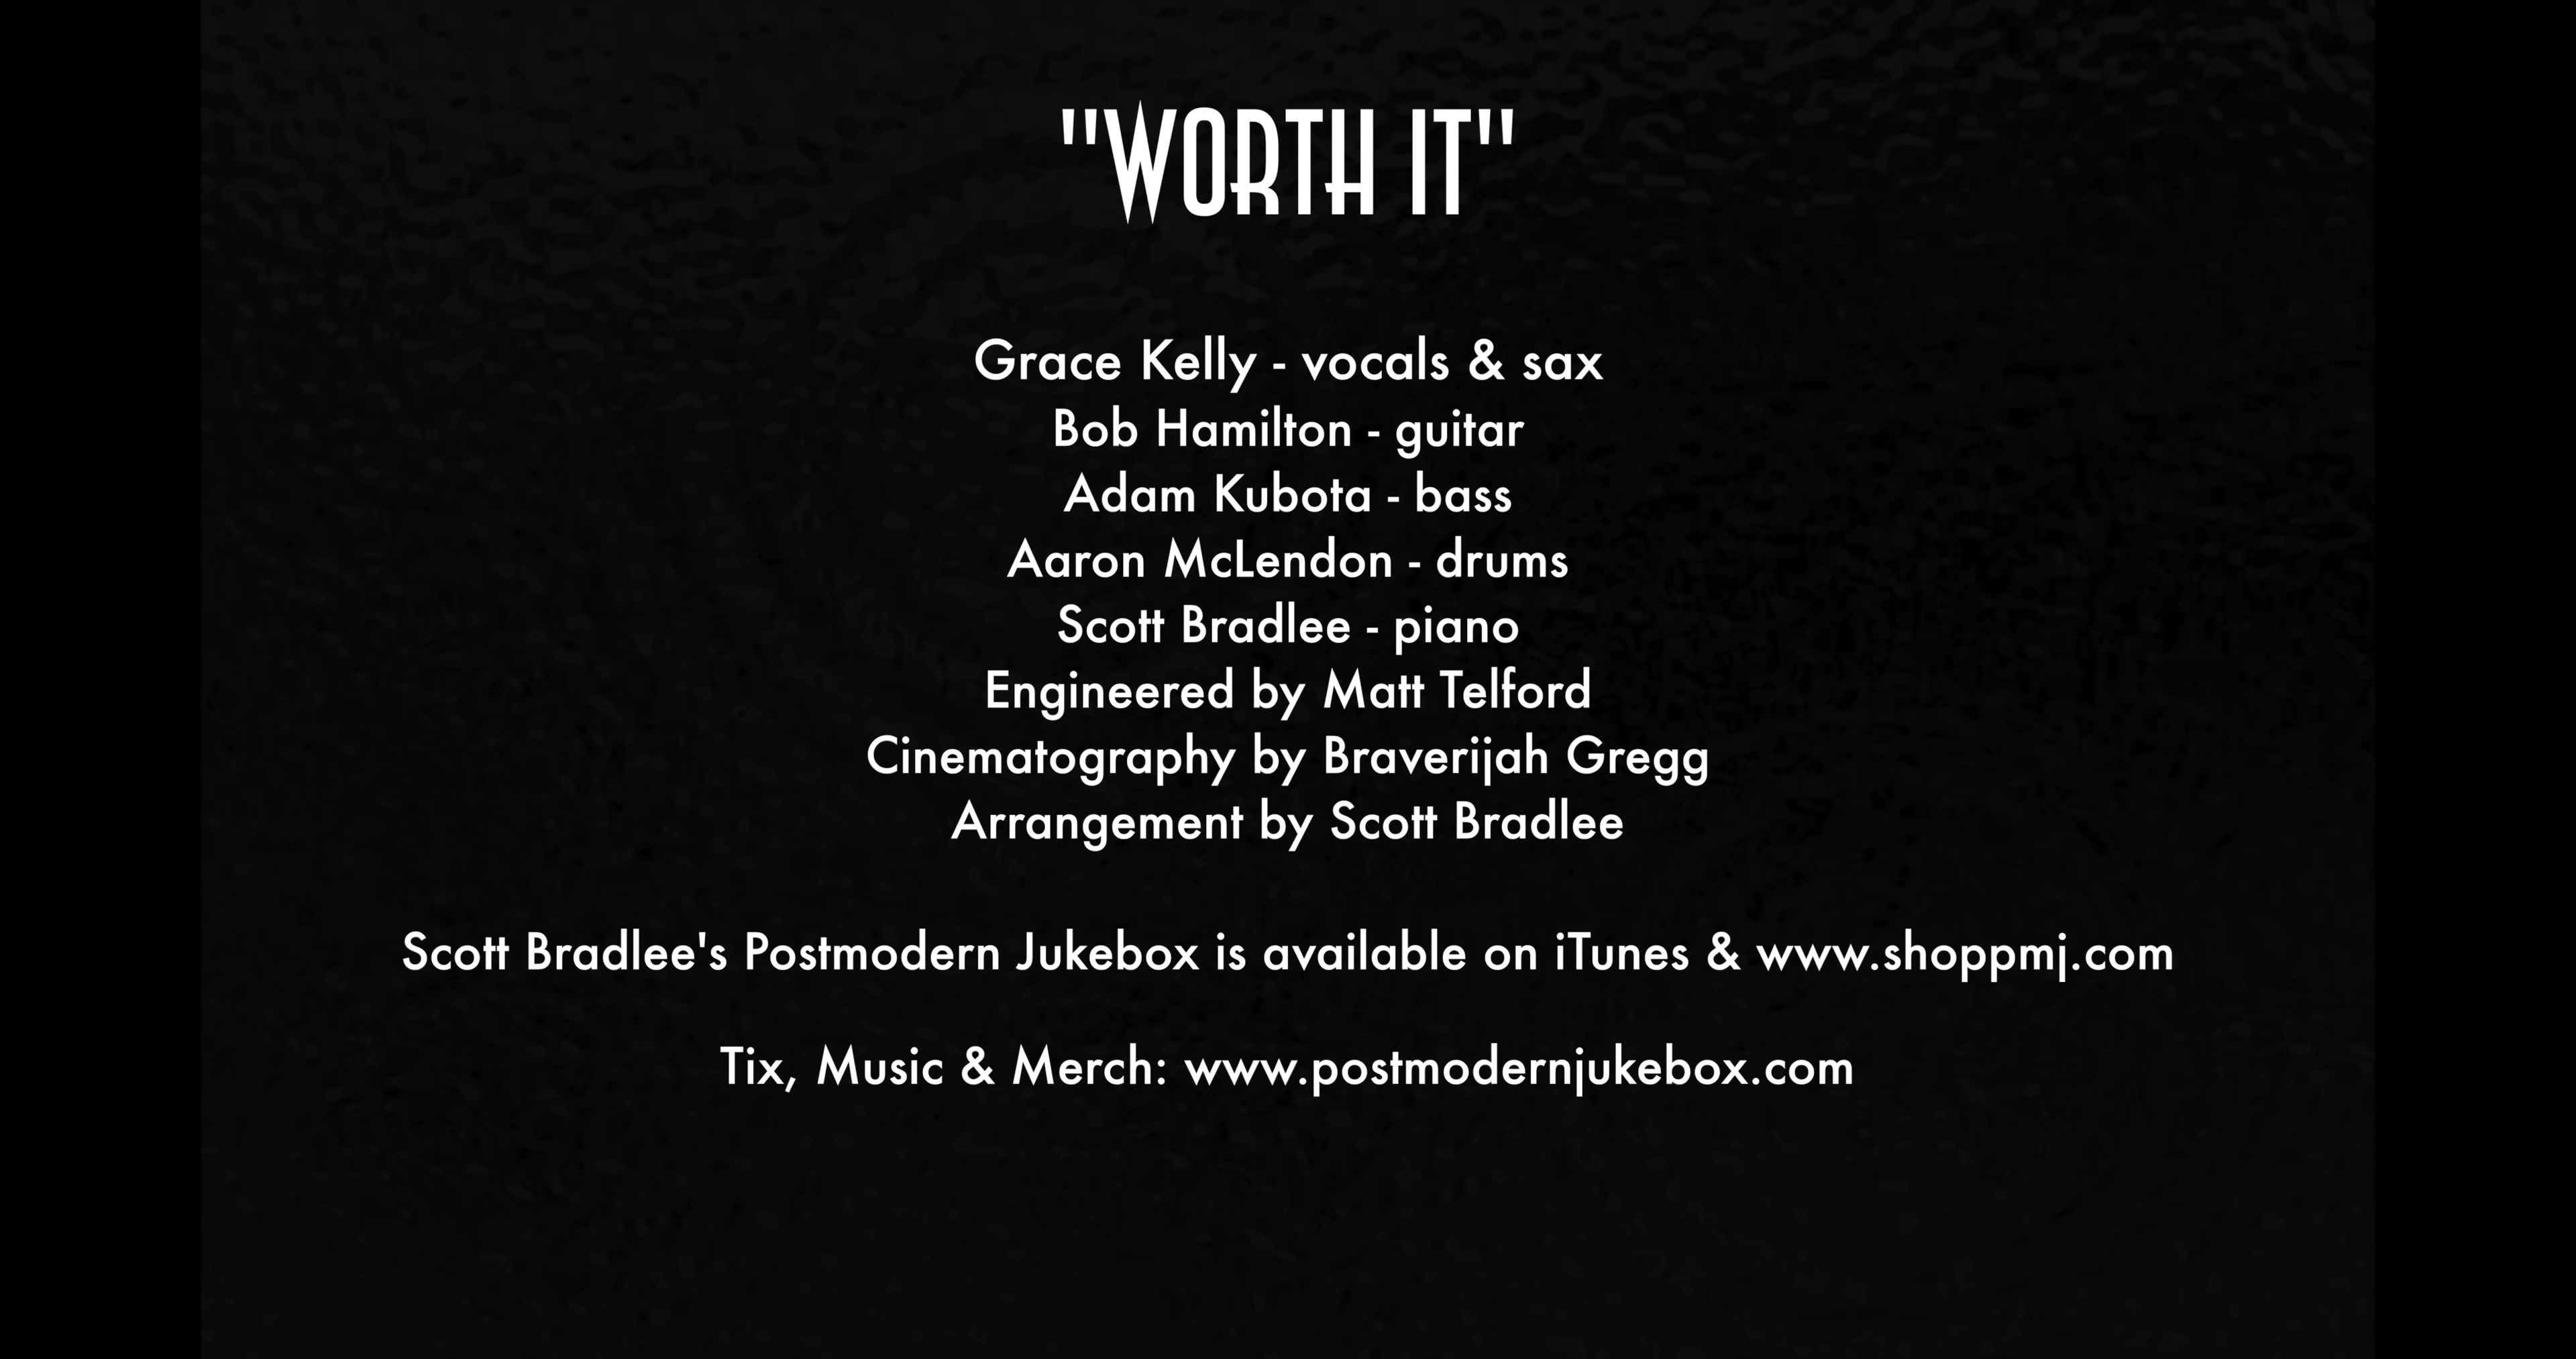 "WORTH IT"
Grace Kelly - vocals & sax
Bob Hamilton - guitar
Adam Kubota - bass
Aaron McLendon - drums
Scott Bradlee - piano
Engineered by Matt Telford
Cinematography by Braverijah Gregg
Arrangement by Scott Bradlee
Scott Bradlee's Postmodern Jukebox is available on iTunes & www.shoppmj.com
Tix, Music & Merch: www.postmodernjukebox.com